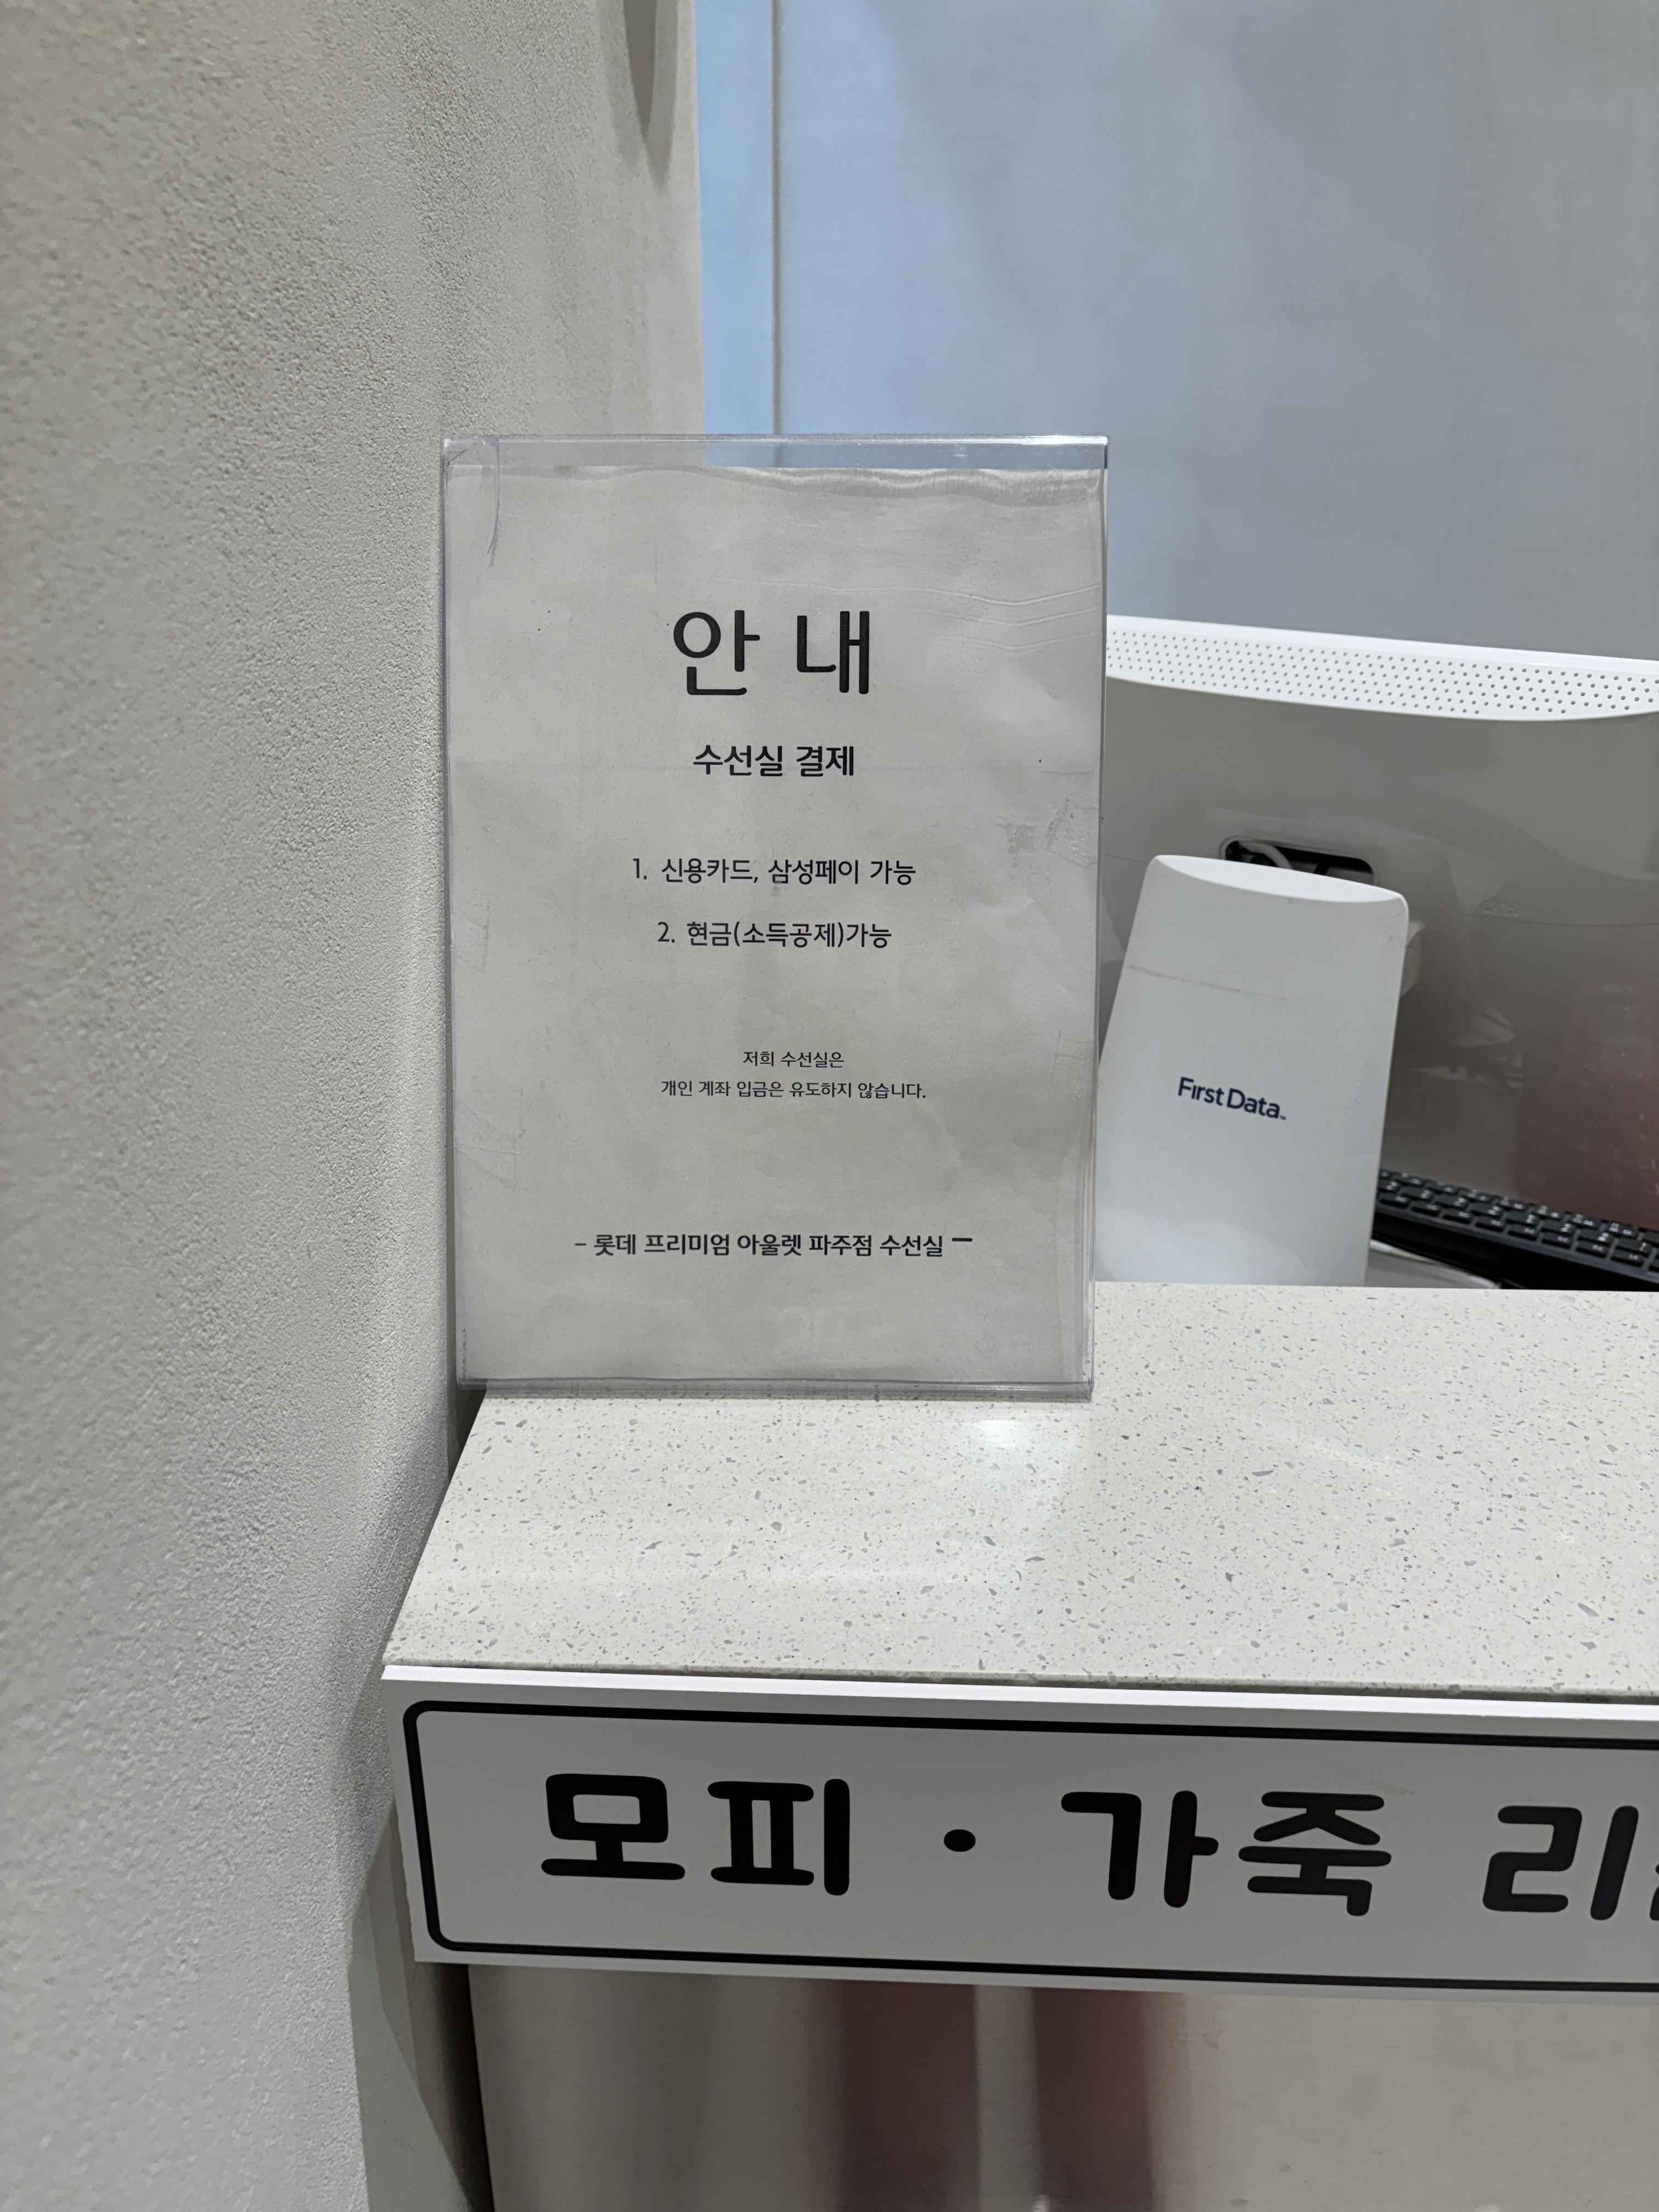 안 내
수선실 결제
1. 신용카드, 삼성페이 가능
2. 현금(소득공제)가능
저희 수선실은
개인 계좌 입금은 유도하지 않습니다.
- 롯데 프리미엄 아울렛 파주점 수선실 -
First Data
모피 · 가죽 리